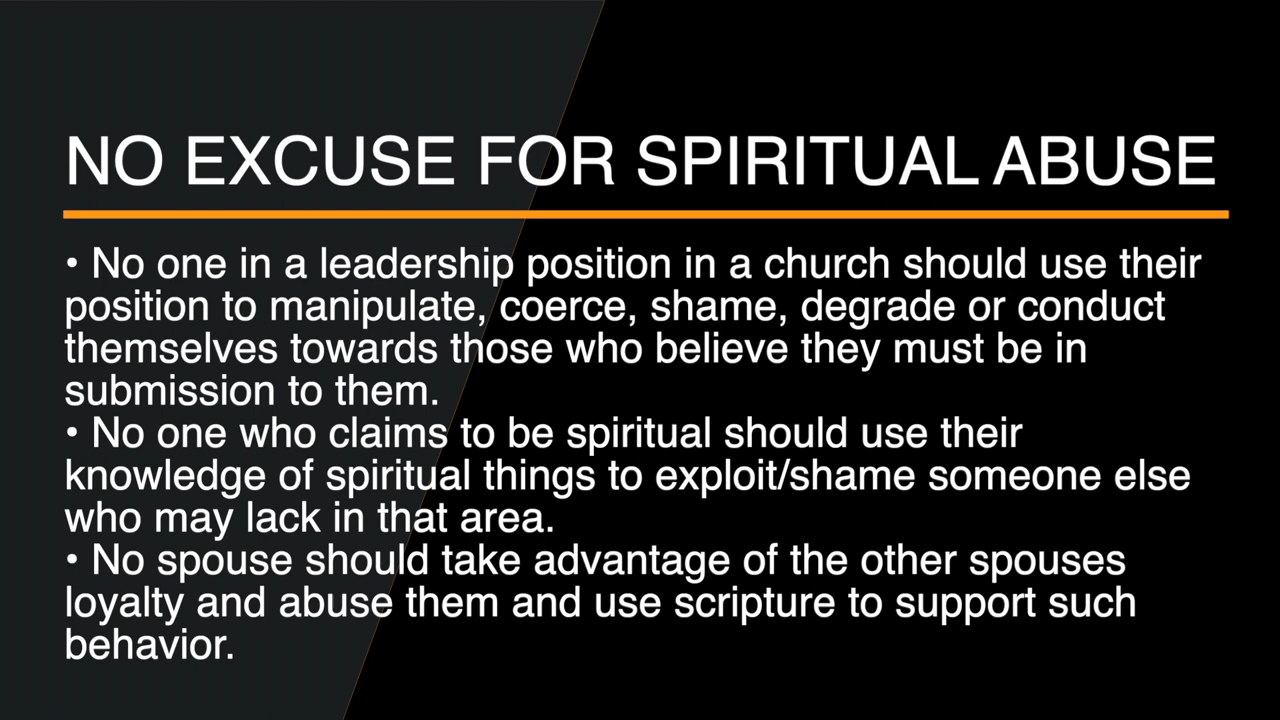 NO EXCUSE FOR SPIRITUAL ABUSE
• No one in a leadership position in a church should use their
position to manipulate, coerce, shame, degrade or conduct
themselves towards those who believe they must be in
submission to them.
• No one who claims to be spiritual should use their
knowledge of spiritual things to exploit/shame someone else
who may lack in that area.
• No spouse should take advantage of the other spouses
loyalty and abuse them and use scripture to support such
behavior.